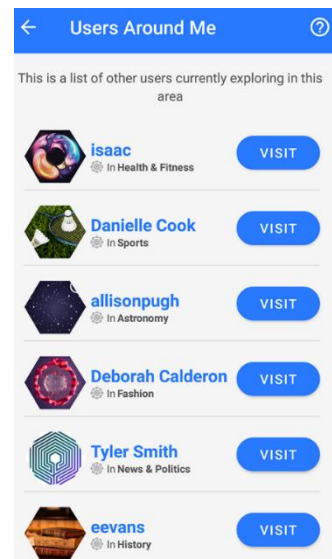 Users Around Me
This is a list of other users currently exploring in this
area
isaac
In Health & Fitness
VISIT
Danielle Cook
In Sports
VISIT
allisonpugh
In Astronomy
VISIT
Deborah Calderon
In Fashion
VISIT
Tyler Smith
In News & Politics
VISIT
eevans
In History
VISIT